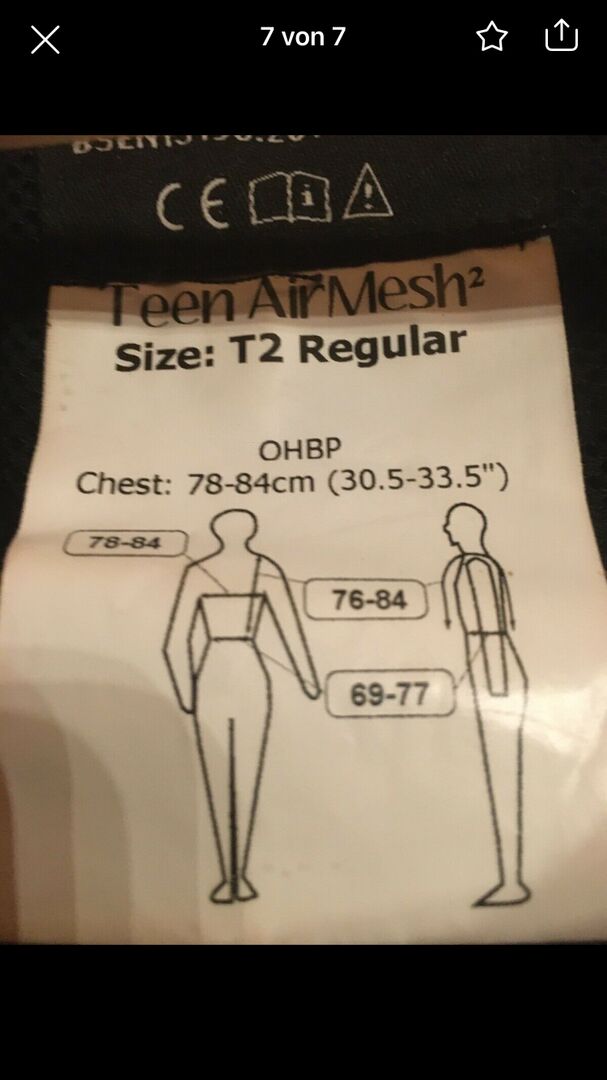 7 von 7
CE i !
Teen AirMesh²
Size: T2 Regular
OHBP
Chest: 78-84cm (30.5-33.5")
78-84
76-84
69-77